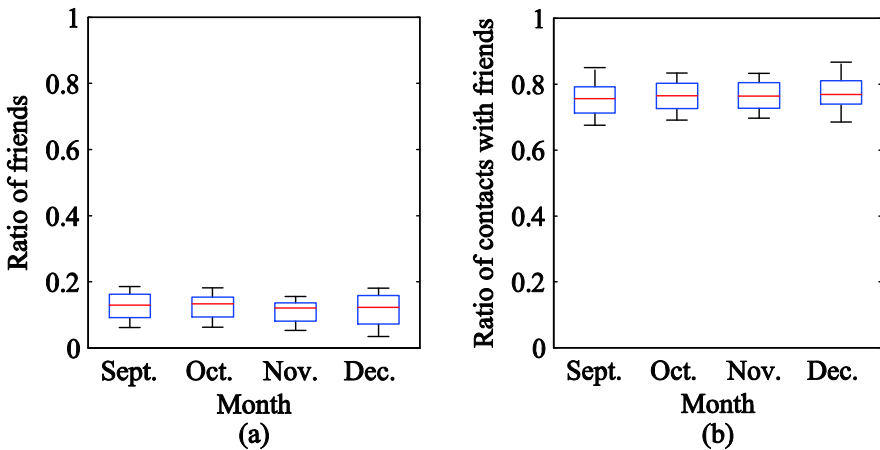 Ratio of friends
1
0.8
0.6
0.4
0.2
0
Sept. Oct. Nov. Dec.
Month
(a)
Ratio of contacts with friends
1
0.8
0.6
0.4
0.2
0
Sept. Oct. Nov. Dec.
Month
(b)